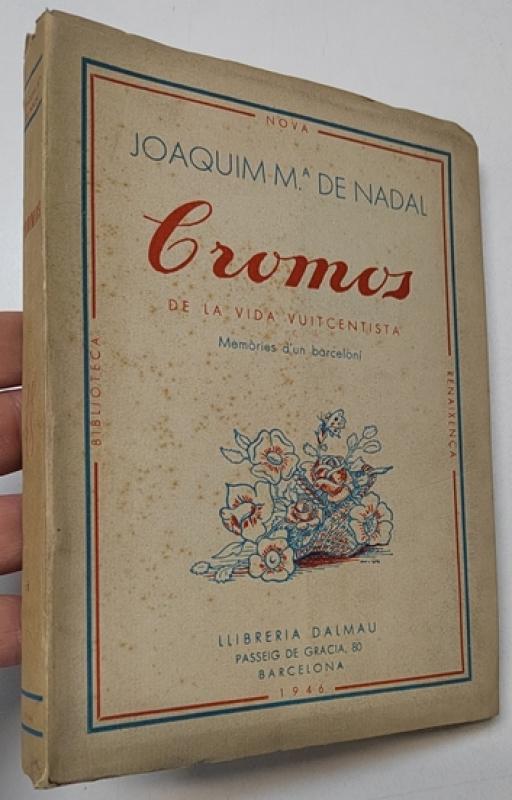 NOVA
JOAQUIM M.ª DE NADAL
Cromos
DE LA VIDA VUITCENTISTA
Memòries d'un barceloní
BIBLIOTECA
RENAIXENÇA
LLIBRERIA DALMAU
PASSEIG DE GRACIA, 80
BARCELONA
1946